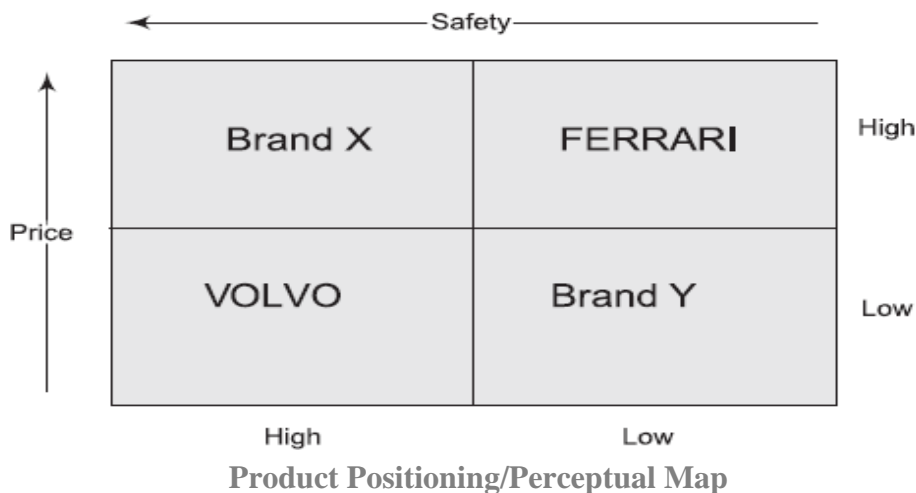 Safety
Brand X FERRARI High
Price
VOLVO Brand Y Low
High Low
Product Positioning/Perceptual Map